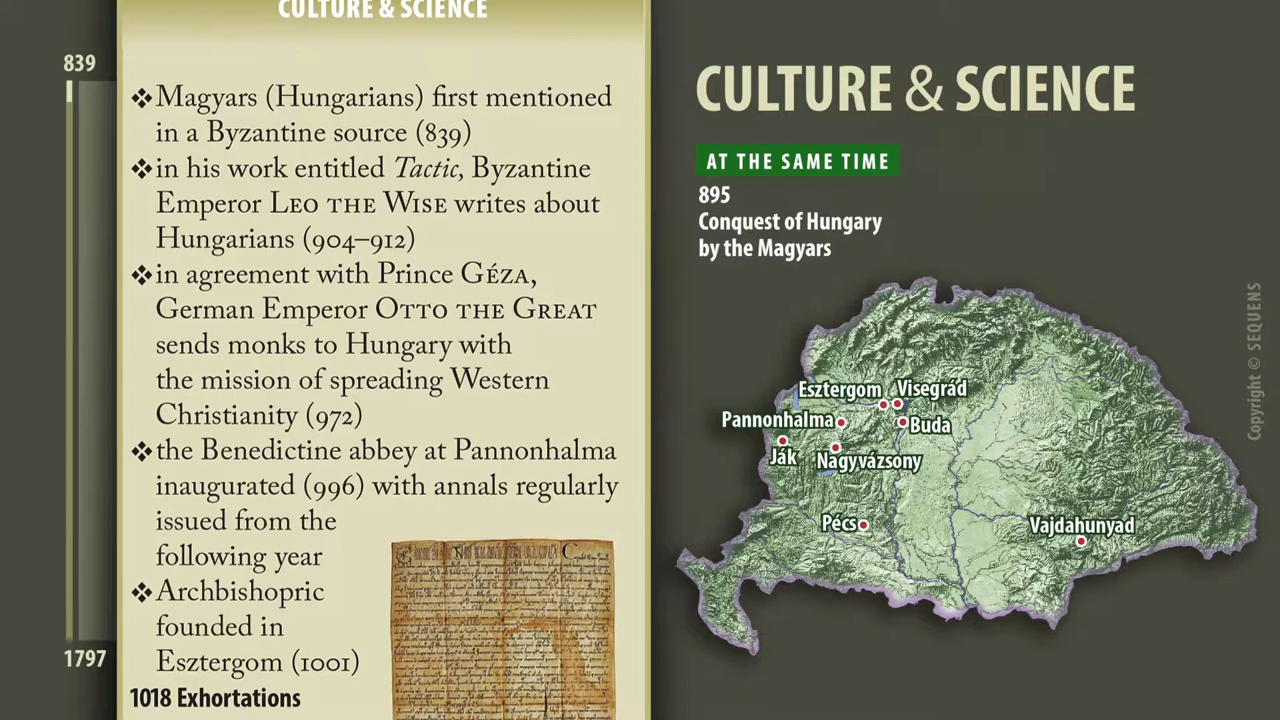 CULTURE & SCIENCE
839
❖Magyars (Hungarians) first mentioned
in a Byzantine source (839)
❖in his work entitled Tactic, Byzantine
Emperor LEO THE WISE writes about
Hungarians (904–912)
❖in agreement with Prince GÉZA,
German Emperor OTTO THE GREAT
sends monks to Hungary with
the mission of spreading Western
Christianity (972)
❖the Benedictine abbey at Pannonhalma
inaugurated (996) with annals regularly
issued from the
following year
❖Archbishopric
founded in
Esztergom (1001)
1018 Exhortations
1797
CULTURE & SCIENCE
AT THE SAME TIME
895
Conquest of Hungary
by the Magyars
Esztergom
Visegrád
Pannonhalma
Buda
Ják
Nagyvázsony
Pécs
Vajdahunyad
Copyright © SEQUENS